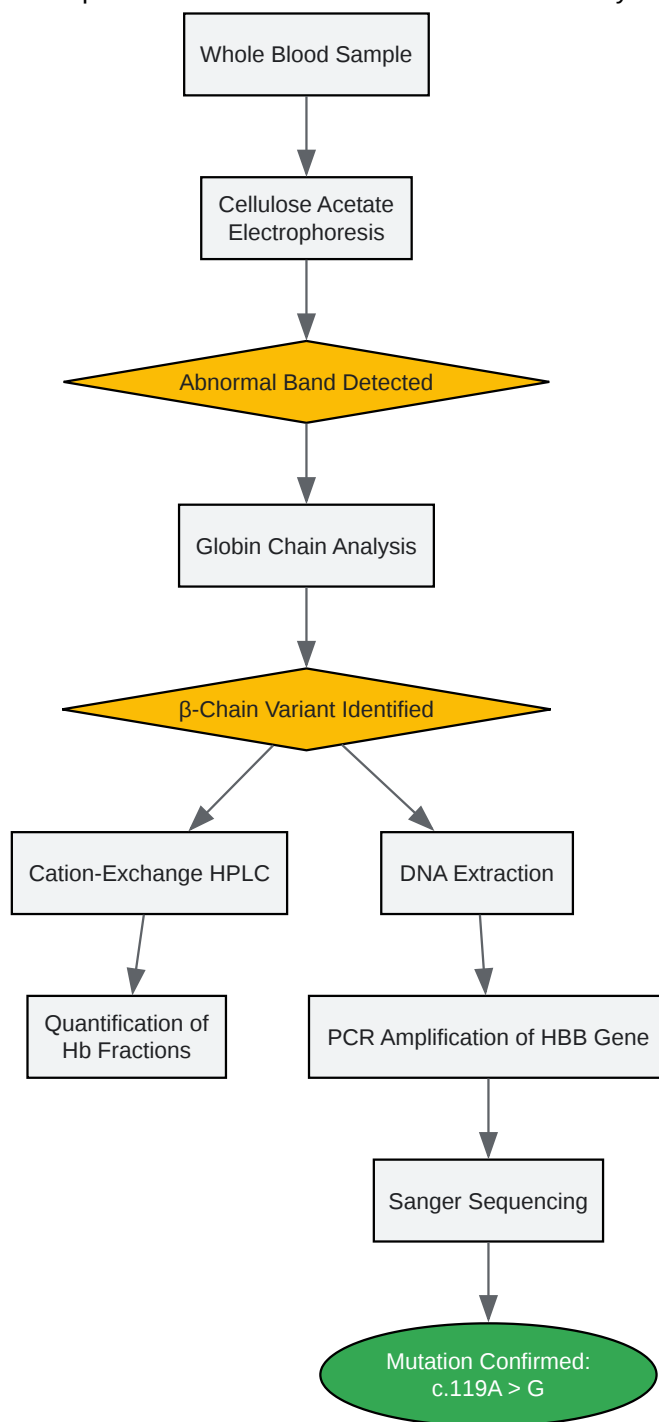 Whole Blood Sample
Cellulose Acetate
Electrophoresis
Abnormal Band Detected
Globin Chain Analysis
β-Chain Variant Identified
Cation-Exchange HPLC
DNA Extraction
Quantification of
Hb Fractions
PCR Amplification of HBB Gene
Sanger Sequencing
Mutation Confirmed:
c.119A > G